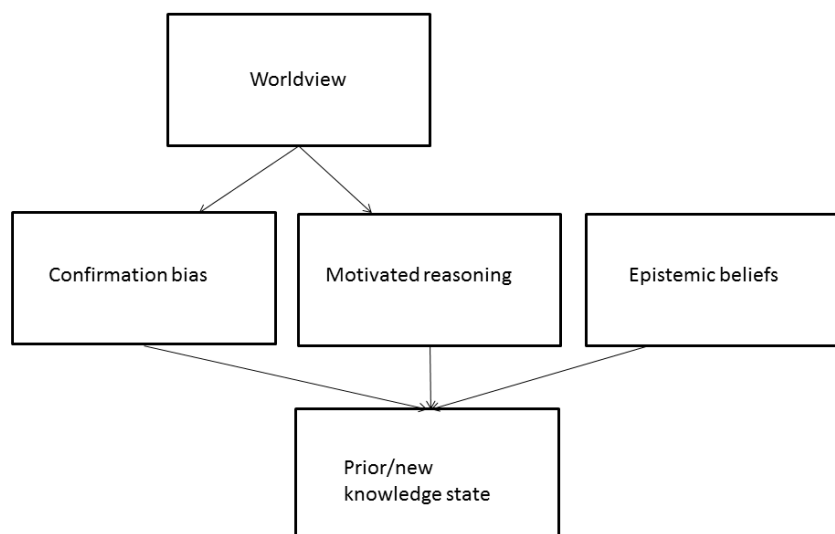 Worldview
Confirmation bias
Motivated reasoning
Epistemic beliefs
Prior/new
knowledge state